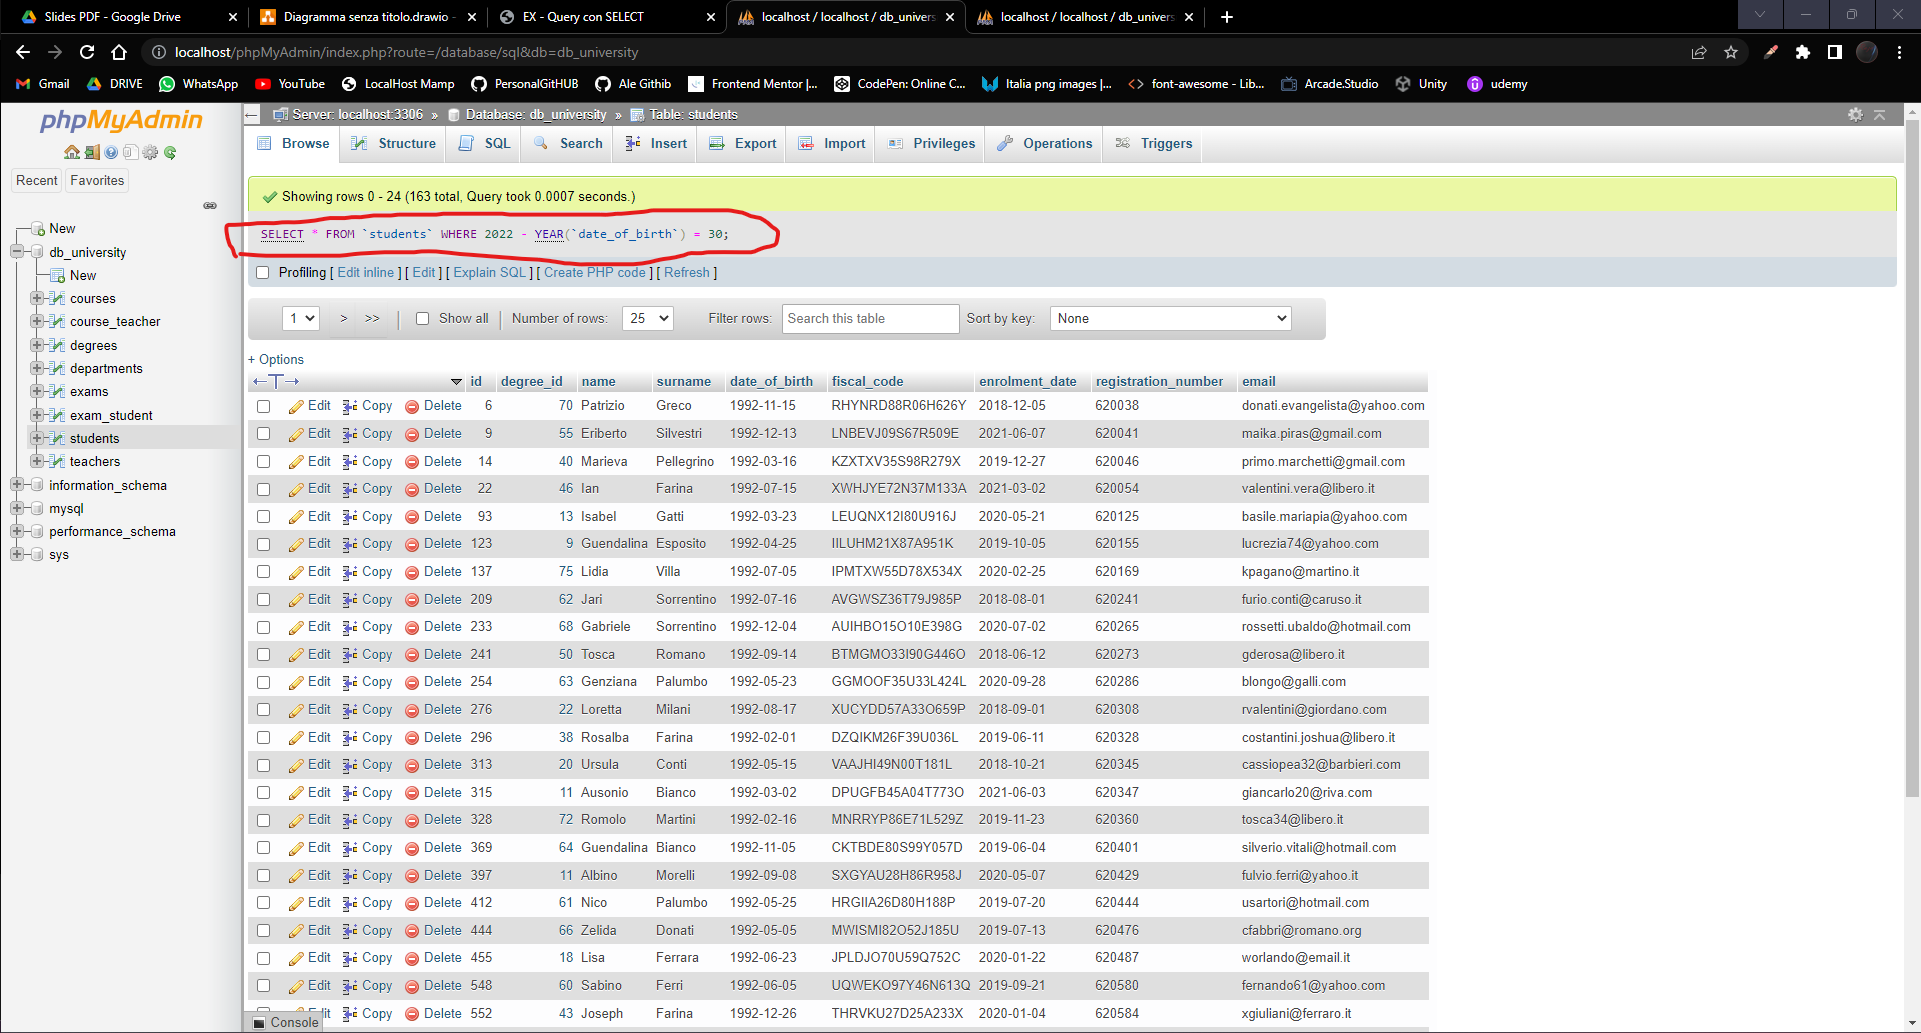 Slides PDF - Google Drive
Diagramma senza titolo.drawio -
EX - Query con SELECT
localhost / localhost / db_univers
localhost / localhost / db_univers
localhost/phpMyAdmin/index.php?route=/database/sql&db=db_university
Gmail DRIVE WhatsApp YouTube LocalHost Mamp PersonalGitHUB Ale Githib Frontend Mentor |... CodePen: Online C... Italia png images |... font-awesome - Lib... Arcade.Studio Unity udemy
phpMyAdmin
Recent Favorites
New
db_university
New
courses
course_teacher
degrees
departments
exams
exam_student
students
teachers
information_schema
mysql
performance_schema
sys
Server: localhost:3306 » Database: db_university » Table: students
Browse Structure SQL Search Insert Export Import Privileges Operations Triggers
Showing rows 0 - 24 (163 total, Query took 0.0007 seconds.)
SELECT * FROM `students` WHERE 2022 - YEAR(`date_of_birth`) = 30;
Profiling [ Edit inline ] [ Edit ] [ Explain SQL ] [ Create PHP code ] [ Refresh ]
1 > >> | Show all | Number of rows: 25 Filter rows: Search this table Sort by key: None
+ Options
←T→ id degree_id name surname date_of_birth fiscal_code enrolment_date registration_number email
Edit Copy Delete 6 70 Patrizio Greco 1992-11-15 RHYNRD88R06H626Y 2018-12-05 620038 donati.evangelista@yahoo.com
Edit Copy Delete 9 55 Eriberto Silvestri 1992-12-13 LNBEVJ09S67R509E 2021-06-07 620041 maika.piras@gmail.com
Edit Copy Delete 14 40 Marieva Pellegrino 1992-03-16 KZXTXV35S98R279X 2019-12-27 620046 primo.marchetti@gmail.com
Edit Copy Delete 22 46 Ian Farina 1992-07-15 XWHJYE72N37M133A 2021-03-02 620054 valentini.vera@libero.it
Edit Copy Delete 93 13 Isabel Gatti 1992-03-23 LEUQNX12I80U916J 2020-05-21 620125 basile.mariapia@yahoo.com
Edit Copy Delete 123 9 Guendalina Esposito 1992-04-25 IILUHM21X87A951K 2019-10-05 620155 lucrezia74@yahoo.com
Edit Copy Delete 137 75 Lidia Villa 1992-07-05 IPMTXW55D78X534X 2020-02-25 620169 kpagano@martino.it
Edit Copy Delete 209 62 Jari Sorrentino 1992-07-16 AVGWSZ36T79J985P 2018-08-01 620241 furio.conti@caruso.it
Edit Copy Delete 233 68 Gabriele Sorrentino 1992-12-04 AUIHBO15O10E398G 2020-07-02 620265 rossetti.ubaldo@hotmail.com
Edit Copy Delete 241 50 Tosca Romano 1992-09-14 BTMGMO33I90G446O 2018-06-12 620273 gderosa@libero.it
Edit Copy Delete 254 63 Genziana Palumbo 1992-05-23 GGMOOF35U33L424L 2020-09-28 620286 blongo@galli.com
Edit Copy Delete 276 22 Loretta Milani 1992-08-17 XUCYDD57A33O659P 2018-09-01 620308 rvalentini@giordano.com
Edit Copy Delete 296 38 Rosalba Farina 1992-02-01 DZQIKM26F39U036L 2019-06-11 620328 costantini.joshua@libero.it
Edit Copy Delete 313 20 Ursula Conti 1992-05-15 VAAJHI49N00T181L 2018-10-21 620345 cassiopea32@barbieri.com
Edit Copy Delete 315 11 Ausonio Bianco 1992-03-02 DPUGFB45A04T773O 2021-06-03 620347 giancarlo20@riva.com
Edit Copy Delete 328 72 Romolo Martini 1992-02-16 MNRRYP86E71L529Z 2019-11-23 620360 tosca34@libero.it
Edit Copy Delete 369 64 Guendalina Bianco 1992-11-05 CKTBDE80S99Y057D 2019-06-04 620401 silverio.vitali@hotmail.com
Edit Copy Delete 397 11 Albino Morelli 1992-09-08 SXGYAU28H86R958J 2020-05-07 620429 fulvio.ferri@yahoo.it
Edit Copy Delete 412 61 Nico Palumbo 1992-05-25 HRGIIA26D80H188P 2019-07-20 620444 usartori@hotmail.com
Edit Copy Delete 444 66 Zelida Donati 1992-05-05 MWISMI82O52J185U 2019-07-13 620476 cfabbri@romano.org
Edit Copy Delete 455 18 Lisa Ferrara 1992-06-23 JPLDJO70U59Q752C 2020-01-22 620487 worlando@email.it
Edit Copy Delete 548 60 Sabino Ferri 1992-06-05 UQWEKO97Y46N613Q 2019-09-21 620580 fernando61@yahoo.com
Edit Copy Delete 552 43 Joseph Farina 1992-12-26 THRVKU27D25A233X 2020-01-04 620584 xgiuliani@ferraro.it
Console